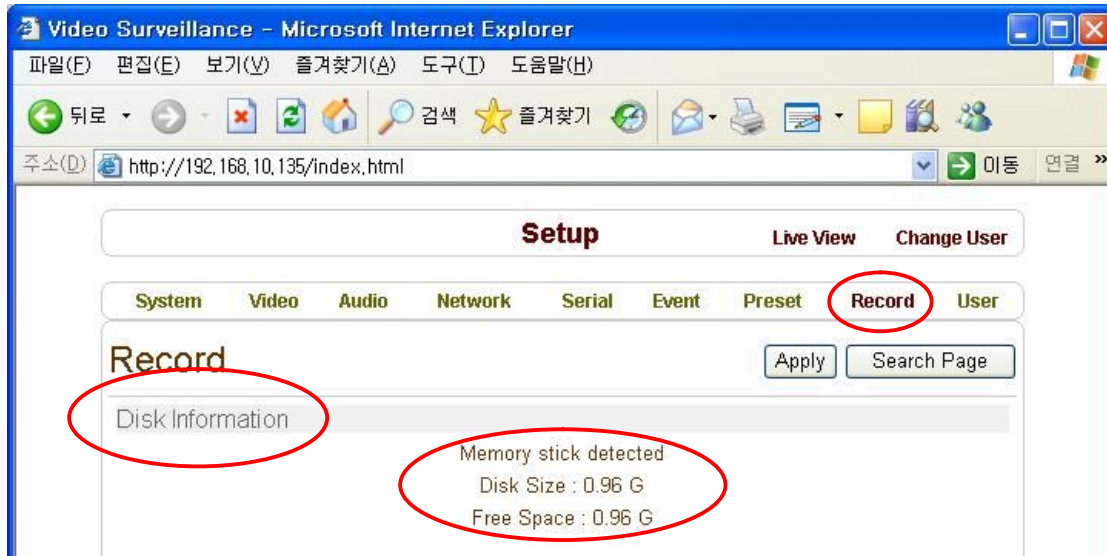 Video Surveillance - Microsoft Internet Explorer
파일(F) 편집(E) 보기(V) 즐겨찾기(A) 도구(T) 도움말(H)
뒤로 검색 즐겨찾기
주소(D) http://192,168,10,135/index,html 이동 연결 »
Setup Live View Change User
System Video Audio Network Serial Event Preset Record User
Record Apply Search Page
Disk Information
Memory stick detected
Disk Size : 0.96 G
Free Space : 0.96 G